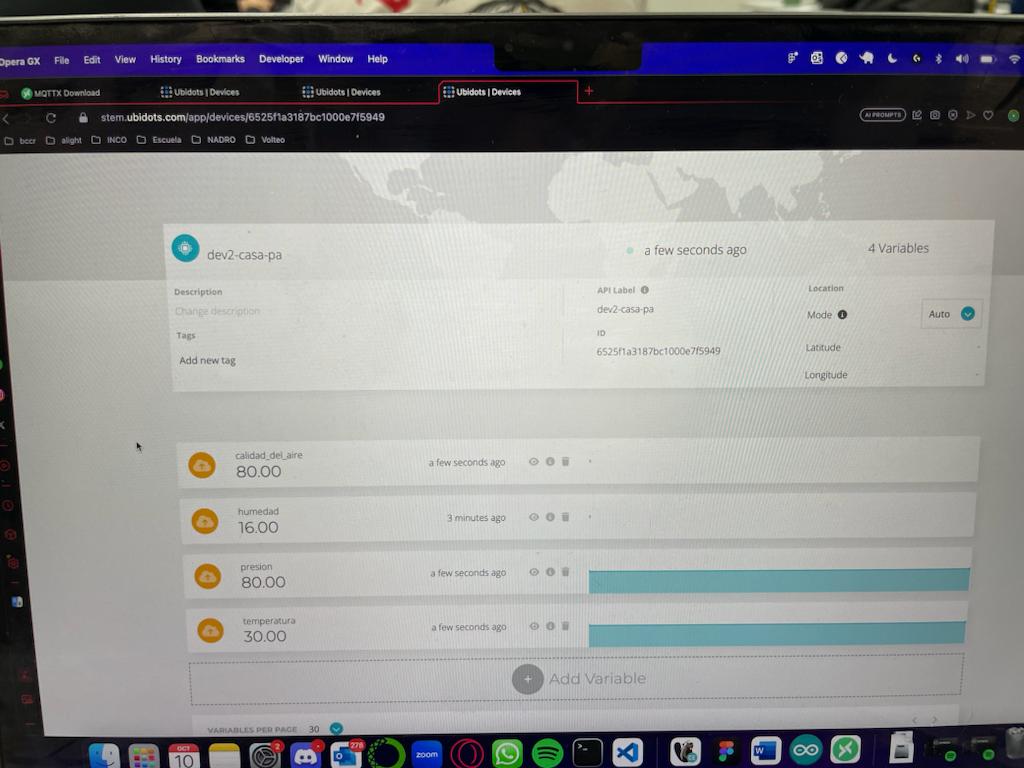 Opera GX File Edit View History Bookmarks Developer Window Help
MQTTX Download Ubidots | Devices Ubidots | Devices Ubidots | Devices +
stem.ubidots.com/app/devices/6525f1a3187bc1000e7f5949 AI PROMPTS
bccr alight INCO Escuela NADRO Volteo
dev2-casa-pa a few seconds ago 4 Variables
Description API Label Location
Change description dev2-casa-pa Mode Auto
Tags ID
Add new tag 6525f1a3187bc1000e7f5949 Latitude
Longitude
calidad_del_aire
80.00 a few seconds ago
humedad
16.00 3 minutes ago
presion
80.00 a few seconds ago
temperatura
30.00 a few seconds ago
+ Add Variable
VARIABLES PER PAGE 30
OCT
10 2 278 zoom